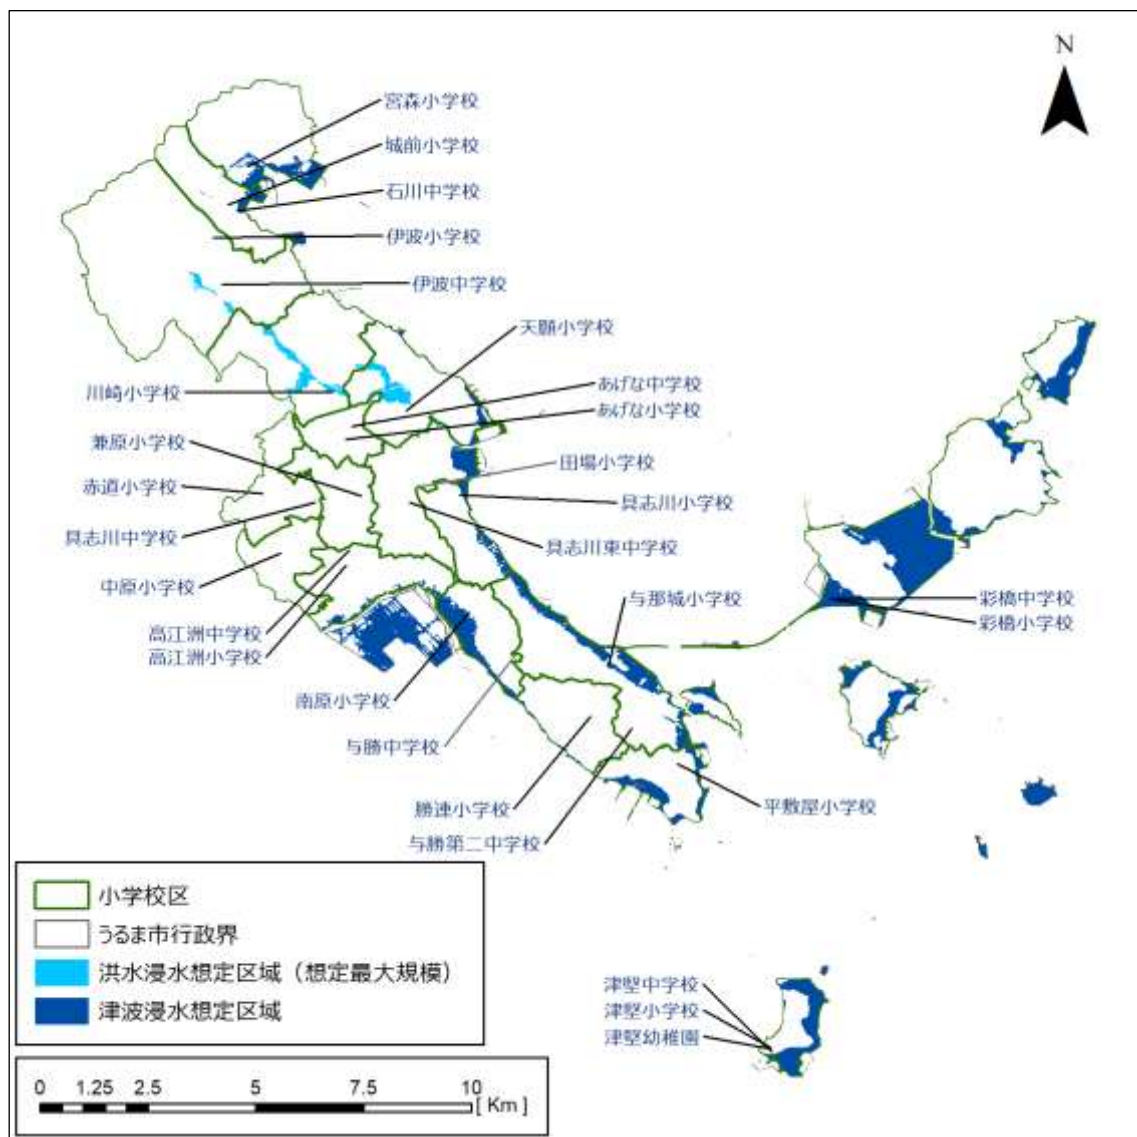 N
宮森小学校
城前小学校
石川中学校
伊波小学校
伊波中学校
天願小学校
川崎小学校
あげな中学校
あげな小学校
兼原小学校
田場小学校
赤道小学校
具志川小学校
具志川中学校
具志川東中学校
中原小学校
与那城小学校
彩橋中学校
彩橋小学校
高江洲中学校
高江洲小学校
南原小学校
与勝中学校
勝連小学校
平敷屋小学校
与勝第二中学校
小学校区
うるま市行政界
洪水浸水想定区域（想定最大規模）
津波浸水想定区域
津堅中学校
津堅小学校
津堅幼稚園
0 1.25 2.5 5 7.5 10
[ Km ]